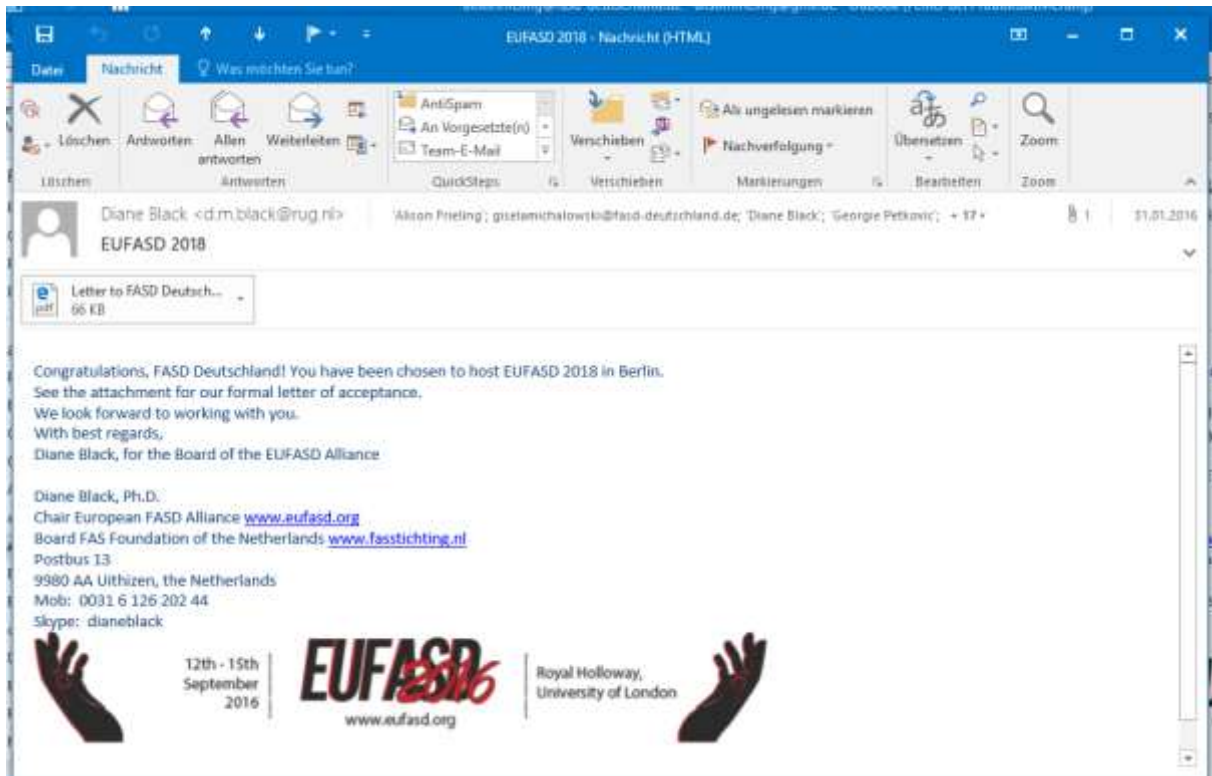 EUFASD 2018 - Nachricht (HTML)
Datei Nachricht Was möchten Sie tun?
Löschen Antworten Allen antworten Weiterleiten
AntiSpam
An Vorgesetzte(n)
Team-E-Mail
Verschieben
Als ungelesen markieren
Nachverfolgung
Übersetzen
Zoom
Löschen Antworten QuickSteps Verschieben Markierungen Bearbeiten Zoom
Diane Black <d.m.black@rug.nl> 'Alison Frieling'; giselamichalowski@fasd-deutschland.de; 'Diane Black'; 'Georgie Petkovic'; + 17 1 31.01.2016
EUFASD 2018
Letter to FASD Deutsch...
pdf 66 KB
Congratulations, FASD Deutschland! You have been chosen to host EUFASD 2018 in Berlin.
See the attachment for our formal letter of acceptance.
We look forward to working with you.
With best regards,
Diane Black, for the Board of the EUFASD Alliance
Diane Black, Ph.D.
Chair European FASD Alliance www.eufasd.org
Board FAS Foundation of the Netherlands www.fasstichting.nl
Postbus 13
9980 AA Uithizen, the Netherlands
Mob: 0031 6 126 202 44
Skype: dianeblack
12th - 15th
September
2016
EUFASD
2016
www.eufasd.org
Royal Holloway,
University of London